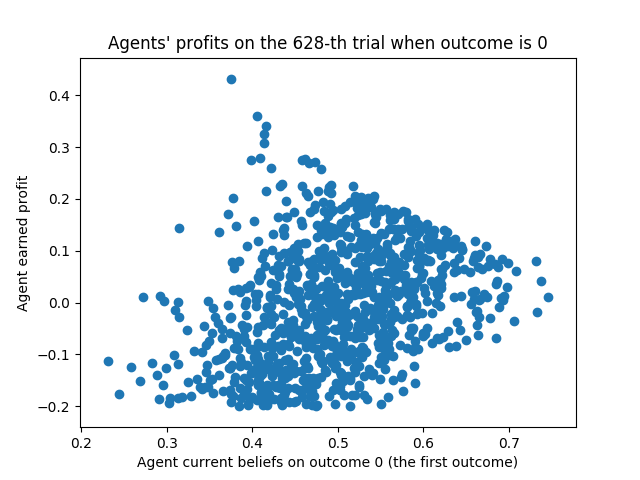 Agents' profits on the 628-th trial when outcome is 0
0.4
0.3
0.2
0.1
0.0
−0.1
−0.2
Agent earned profit
0.2 0.3 0.4 0.5 0.6 0.7
Agent current beliefs on outcome 0 (the first outcome)